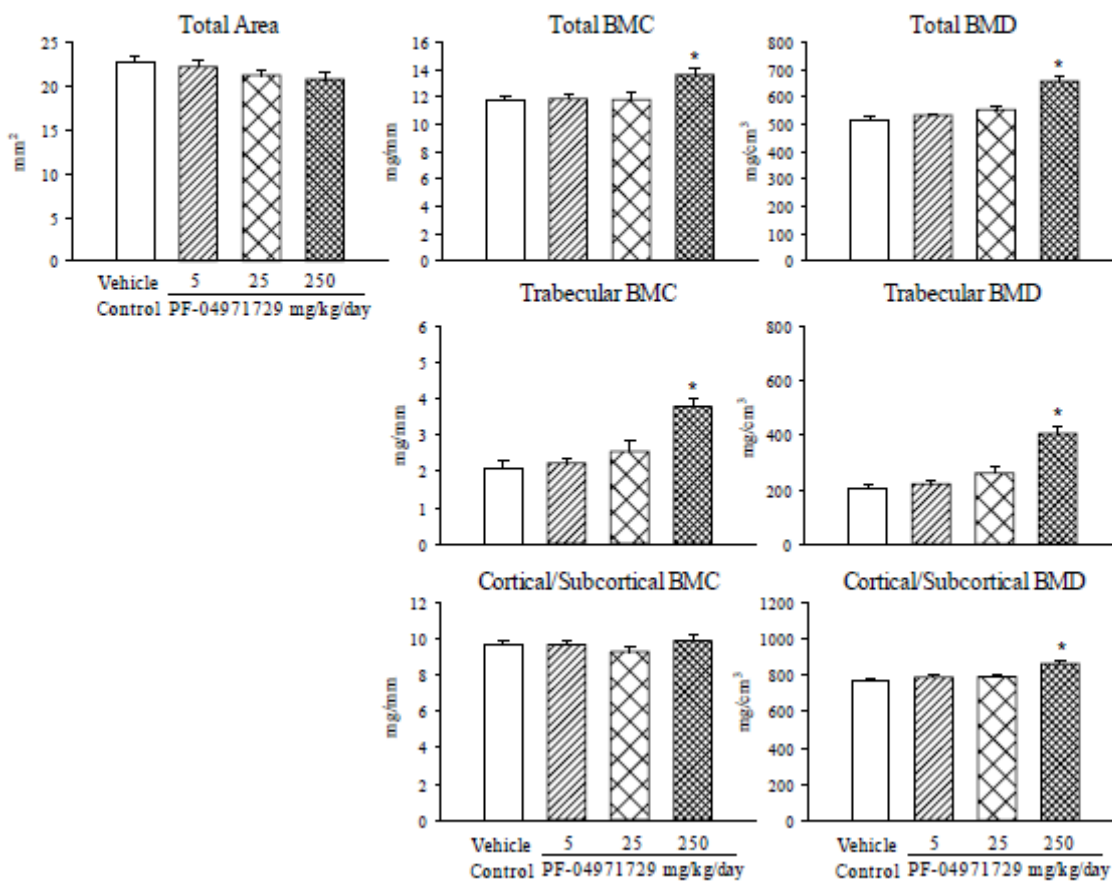 Total Area
25
20
15
10
5
0
mm²
Vehicle 5 25 250
Control PF-04971729 mg/kg/day
Total BMC
16
14
12
10
8
6
4
2
0
mg/mm
*
Total BMD
800
700
600
500
400
300
200
100
0
mg/cm³
*
Trabecular BMC
6
5
4
3
2
1
0
mg/mm
*
Trabecular BMD
800
600
400
200
0
mg/cm³
*
Cortical/Subcortical BMC
12
10
8
6
4
2
0
mg/mm
Vehicle 5 25 250
Control PF-04971729 mg/kg/day
Cortical/Subcortical BMD
1200
1000
800
600
400
200
0
mg/cm³
*
Vehicle 5 25 250
Control PF-04971729 mg/kg/day